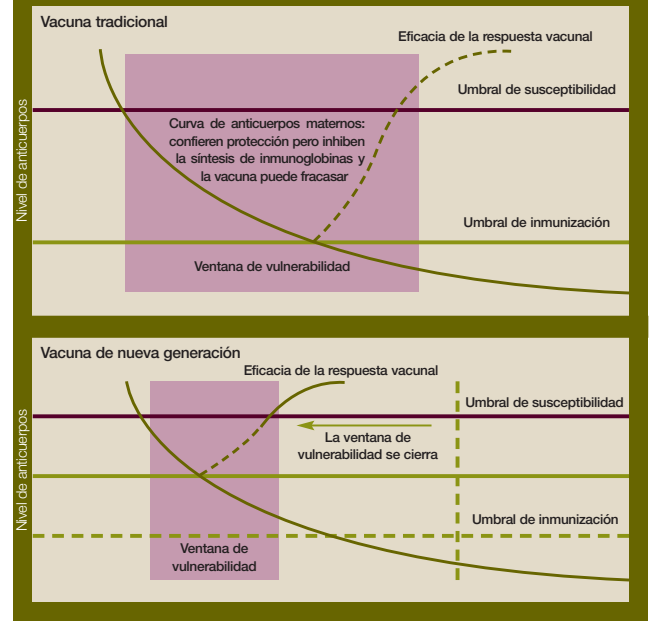 Vacuna tradicional
Eficacia de la respuesta vacunal
Umbral de susceptibilidad
Curva de anticuerpos maternos:
confieren protección pero inhiben
la síntesis de inmunoglobinas y
la vacuna puede fracasar
Nivel de anticuerpos
Umbral de inmunización
Ventana de vulnerabilidad
Vacuna de nueva generación
Eficacia de la respuesta vacunal
Umbral de susceptibilidad
La ventana de
vulnerabilidad se cierra
Nivel de anticuerpos
Umbral de inmunización
Ventana de
vulnerabilidad